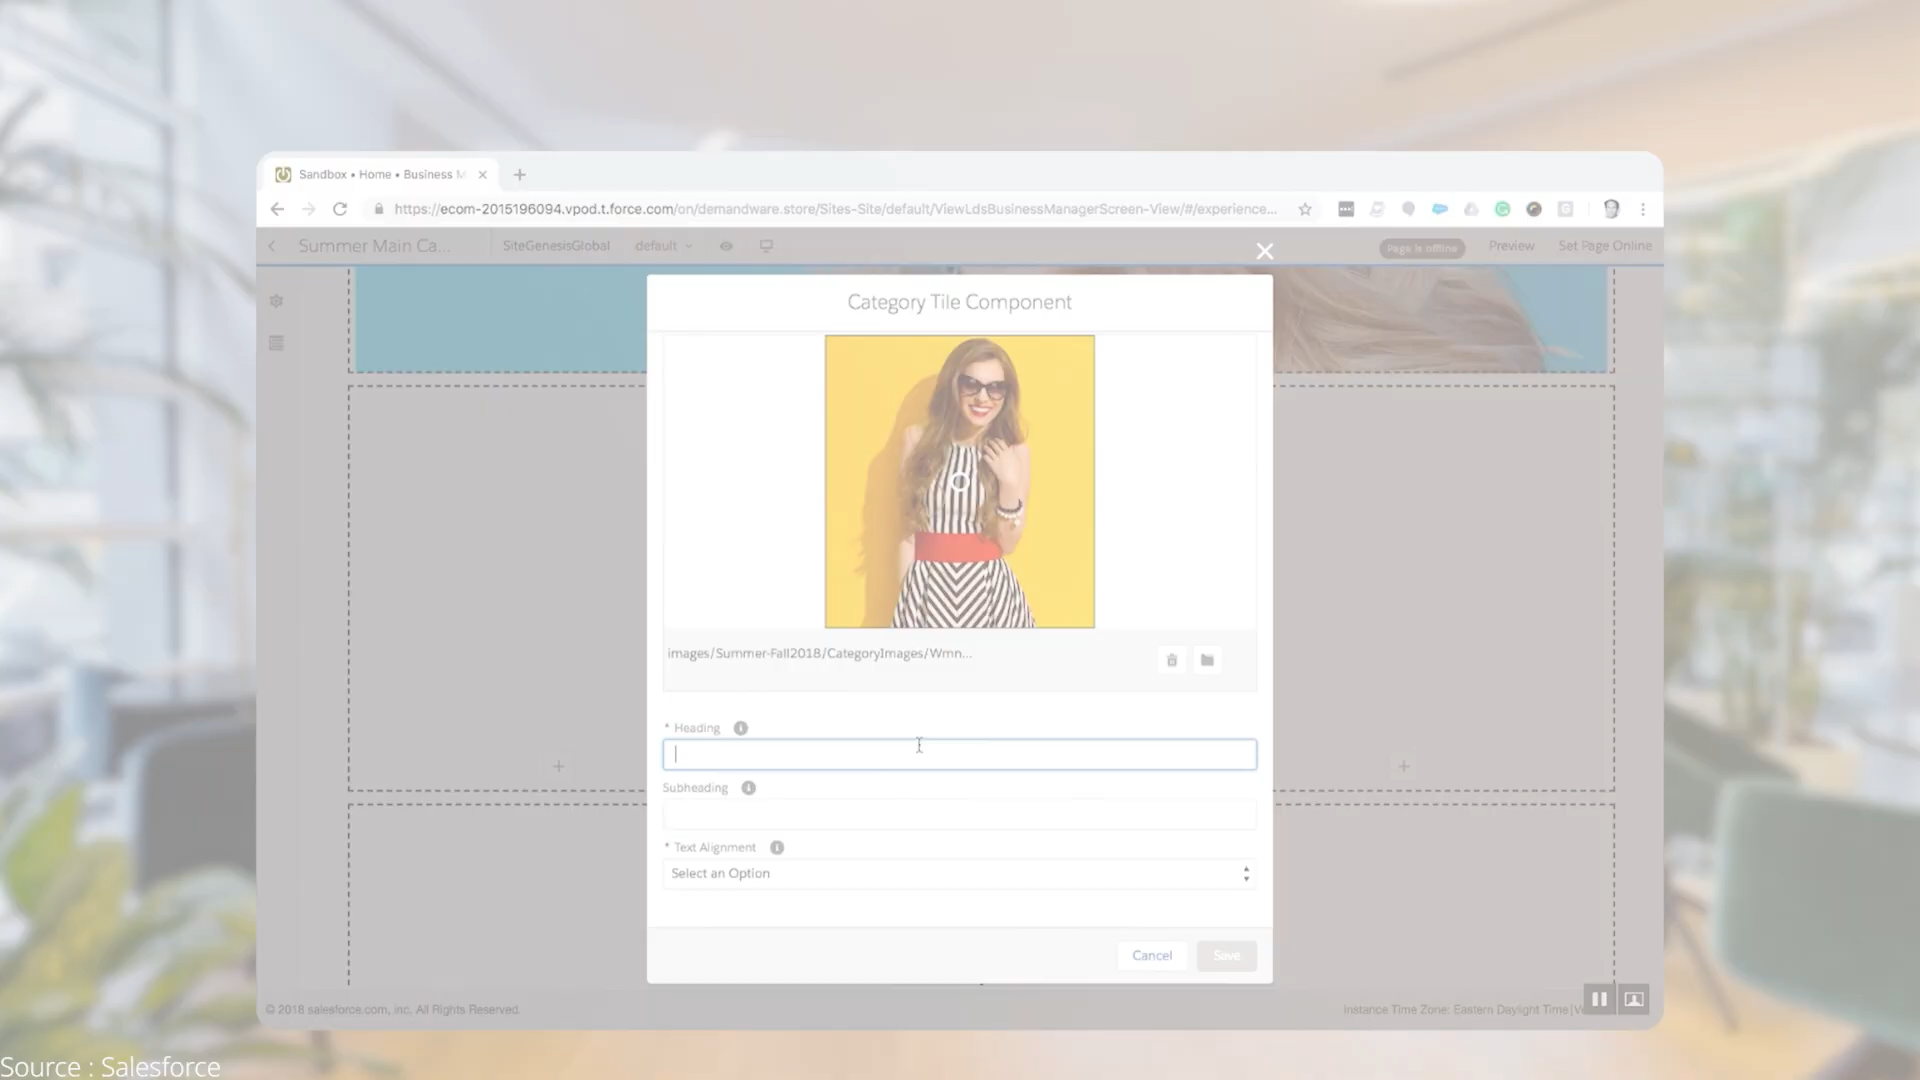 Sandbox • Home • Business M
https://ecom-2015196094.vpod.t.force.com/on/demandware.store/Sites-Site/default/ViewLdsBusinessManagerScreen-View/#/experience...
Summer Main Ca...
SiteGenesisGlobal
default
Page is offline
Preview
Set Page Online
Category Tile Component
images/Summer-Fall2018/CategoryImages/Wmn...
* Heading
Subheading
* Text Alignment
Select an Option
Cancel
Save
© 2018 salesforce.com, inc. All Rights Reserved.
Instance Time Zone: Eastern Daylight Time | Ve
Source : Salesforce